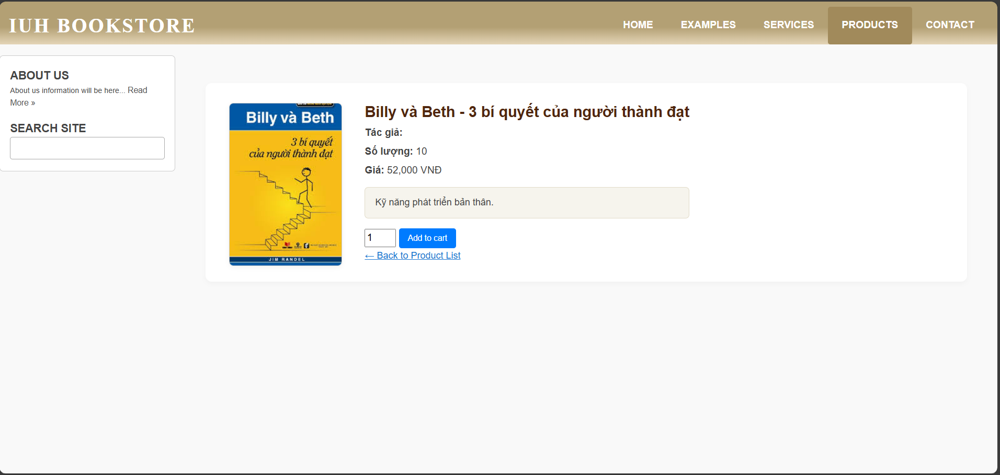 IUH BOOKSTORE
HOME EXAMPLES SERVICES PRODUCTS CONTACT
ABOUT US
About us information will be here... Read
More »
SEARCH SITE
Billy và Beth
3 bí quyết
của người thành đạt
JIM RANDEL
Billy và Beth - 3 bí quyết của người thành đạt
Tác giả:
Số lượng: 10
Giá: 52,000 VNĐ
Kỹ năng phát triển bản thân.
1 Add to cart
← Back to Product List